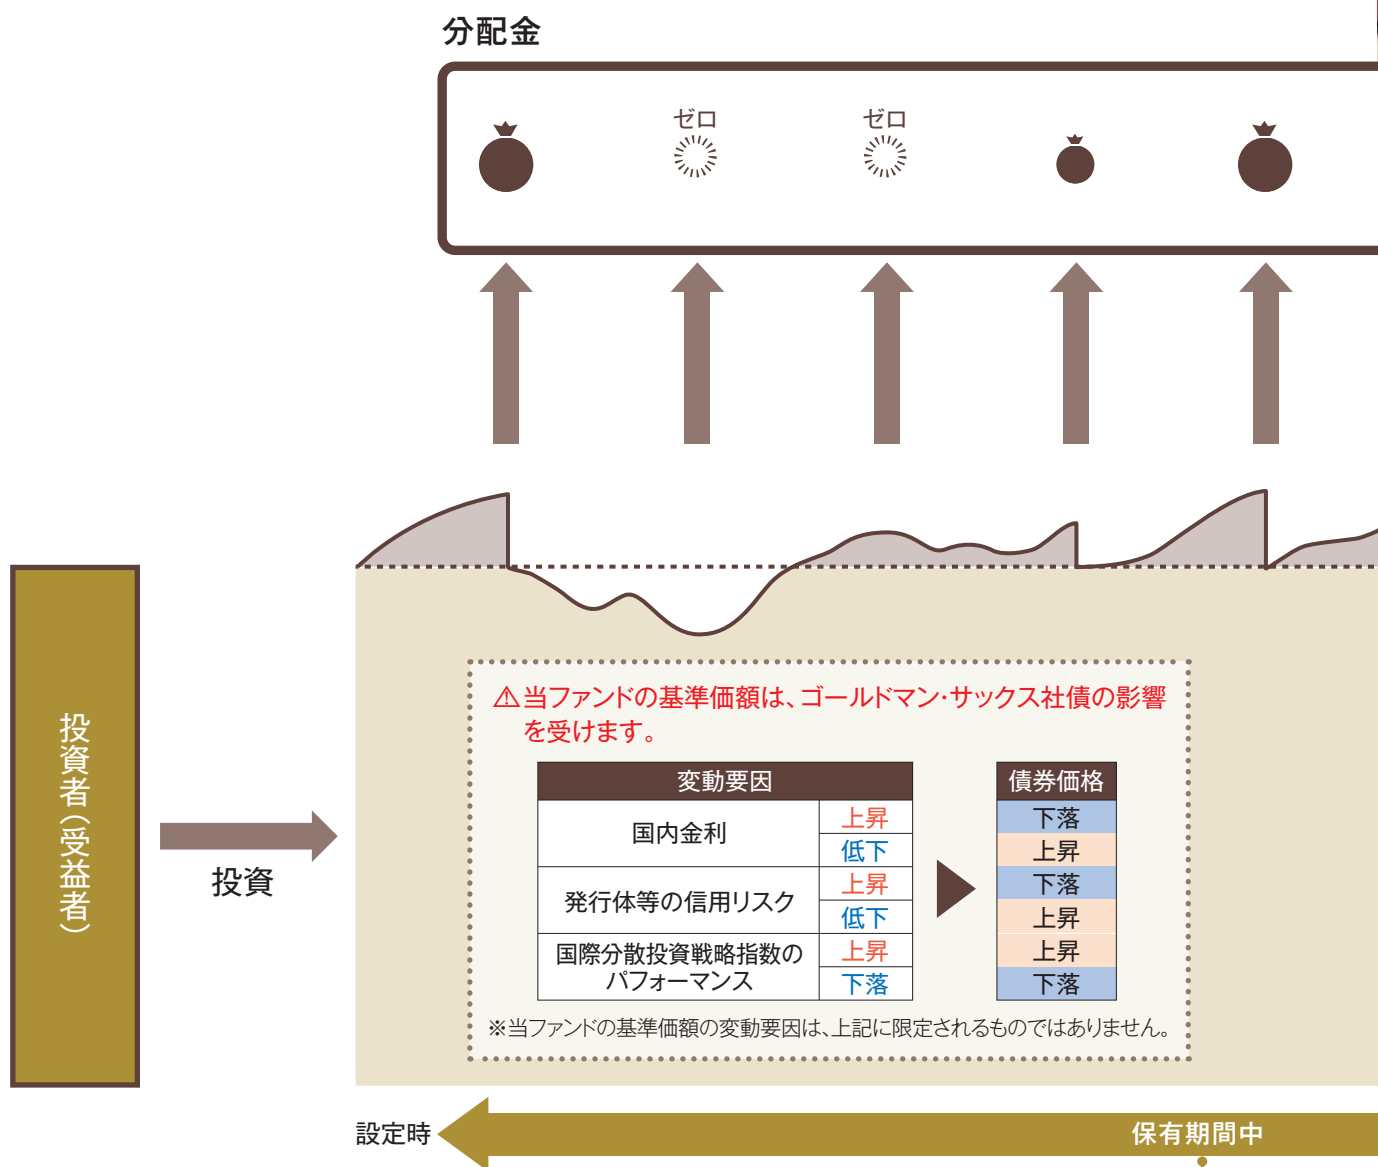 分配金
ゼロ
ゼロ
⚠当ファンドの基準価額は、ゴールドマン・サックス社債の影響
を受けます。
変動要因
債券価格
国内金利
上昇
下落
低下
上昇
発行体等の信用リスク
上昇
下落
低下
上昇
国際分散投資戦略指数の
パフォーマンス
上昇
上昇
下落
下落
※当ファンドの基準価額の変動要因は、上記に限定されるものではありません。
投資者(受益者)
投資
設定時
保有期間中